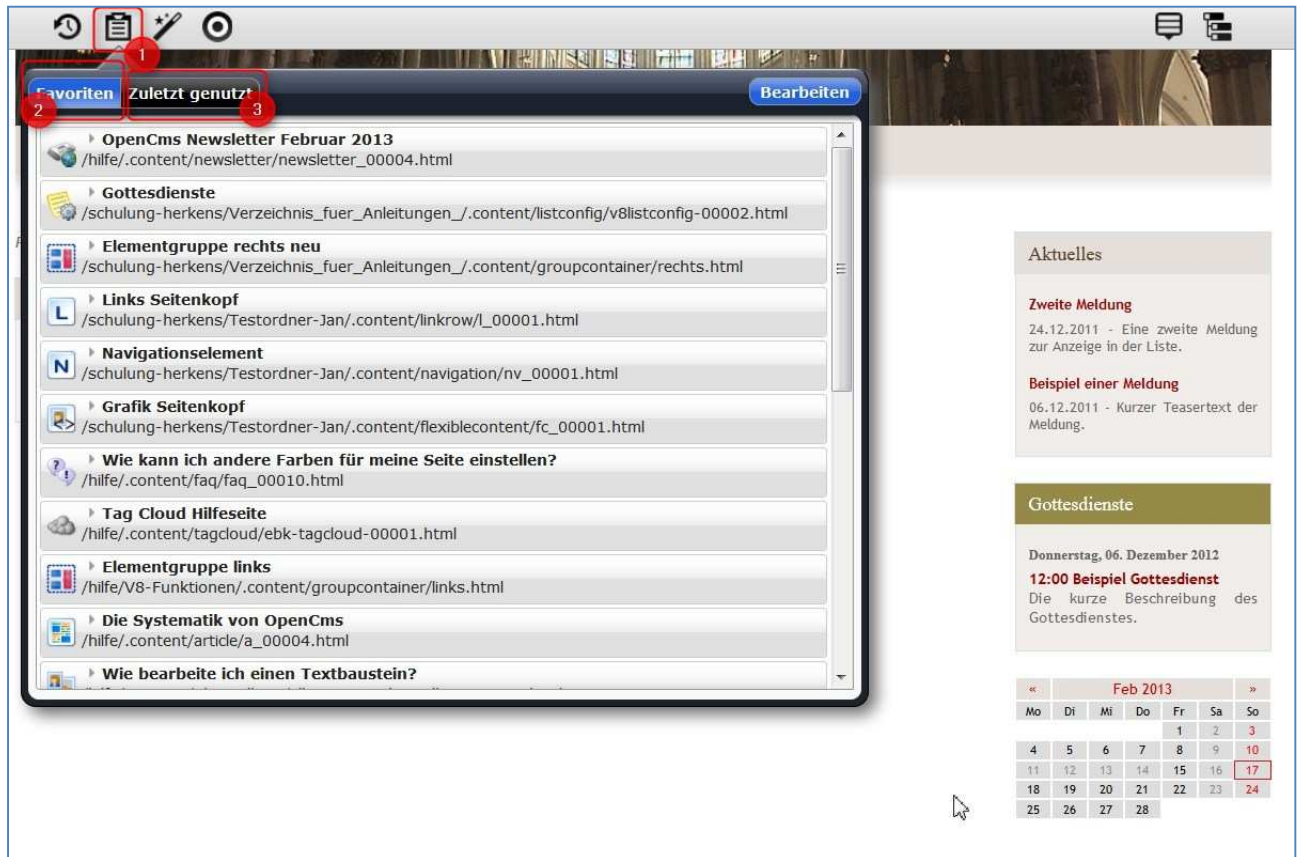 1
Favoriten Zuletzt genutzt Bearbeiten
2 3
OpenCms Newsletter Februar 2013
/hilfe/.content/newsletter/newsletter_00004.html
Gottesdienste
/schulung-herkens/Verzeichnis_fuer_Anleitungen_/.content/listconfig/v8listconfig-00002.html
Elementgruppe rechts neu
/schulung-herkens/Verzeichnis_fuer_Anleitungen_/.content/groupcontainer/rechts.html
L
Links Seitenkopf
/schulung-herkens/Testordner-Jan/.content/linkrow/l_00001.html
N
Navigationselement
/schulung-herkens/Testordner-Jan/.content/navigation/nv_00001.html
Grafik Seitenkopf
/schulung-herkens/Testordner-Jan/.content/flexiblecontent/fc_00001.html
Wie kann ich andere Farben für meine Seite einstellen?
/hilfe/.content/faq/faq_00010.html
Tag Cloud Hilfeseite
/hilfe/.content/tagcloud/ebk-tagcloud-00001.html
Elementgruppe links
/hilfe/V8-Funktionen/.content/groupcontainer/links.html
Die Systematik von OpenCms
/hilfe/.content/article/a_00004.html
Wie bearbeite ich einen Textbaustein?
Aktuelles
Zweite Meldung
24.12.2011 - Eine zweite Meldung
zur Anzeige in der Liste.
Beispiel einer Meldung
06.12.2011 - Kurzer Teasertext der
Meldung.
Gottesdienste
Donnerstag, 06. Dezember 2012
12:00 Beispiel Gottesdienst
Die kurze Beschreibung des
Gottesdienstes.
« Feb 2013 »
Mo Di Mi Do Fr Sa So
1 2 3
4 5 6 7 8 9 10
11 12 13 14 15 16 17
18 19 20 21 22 23 24
25 26 27 28